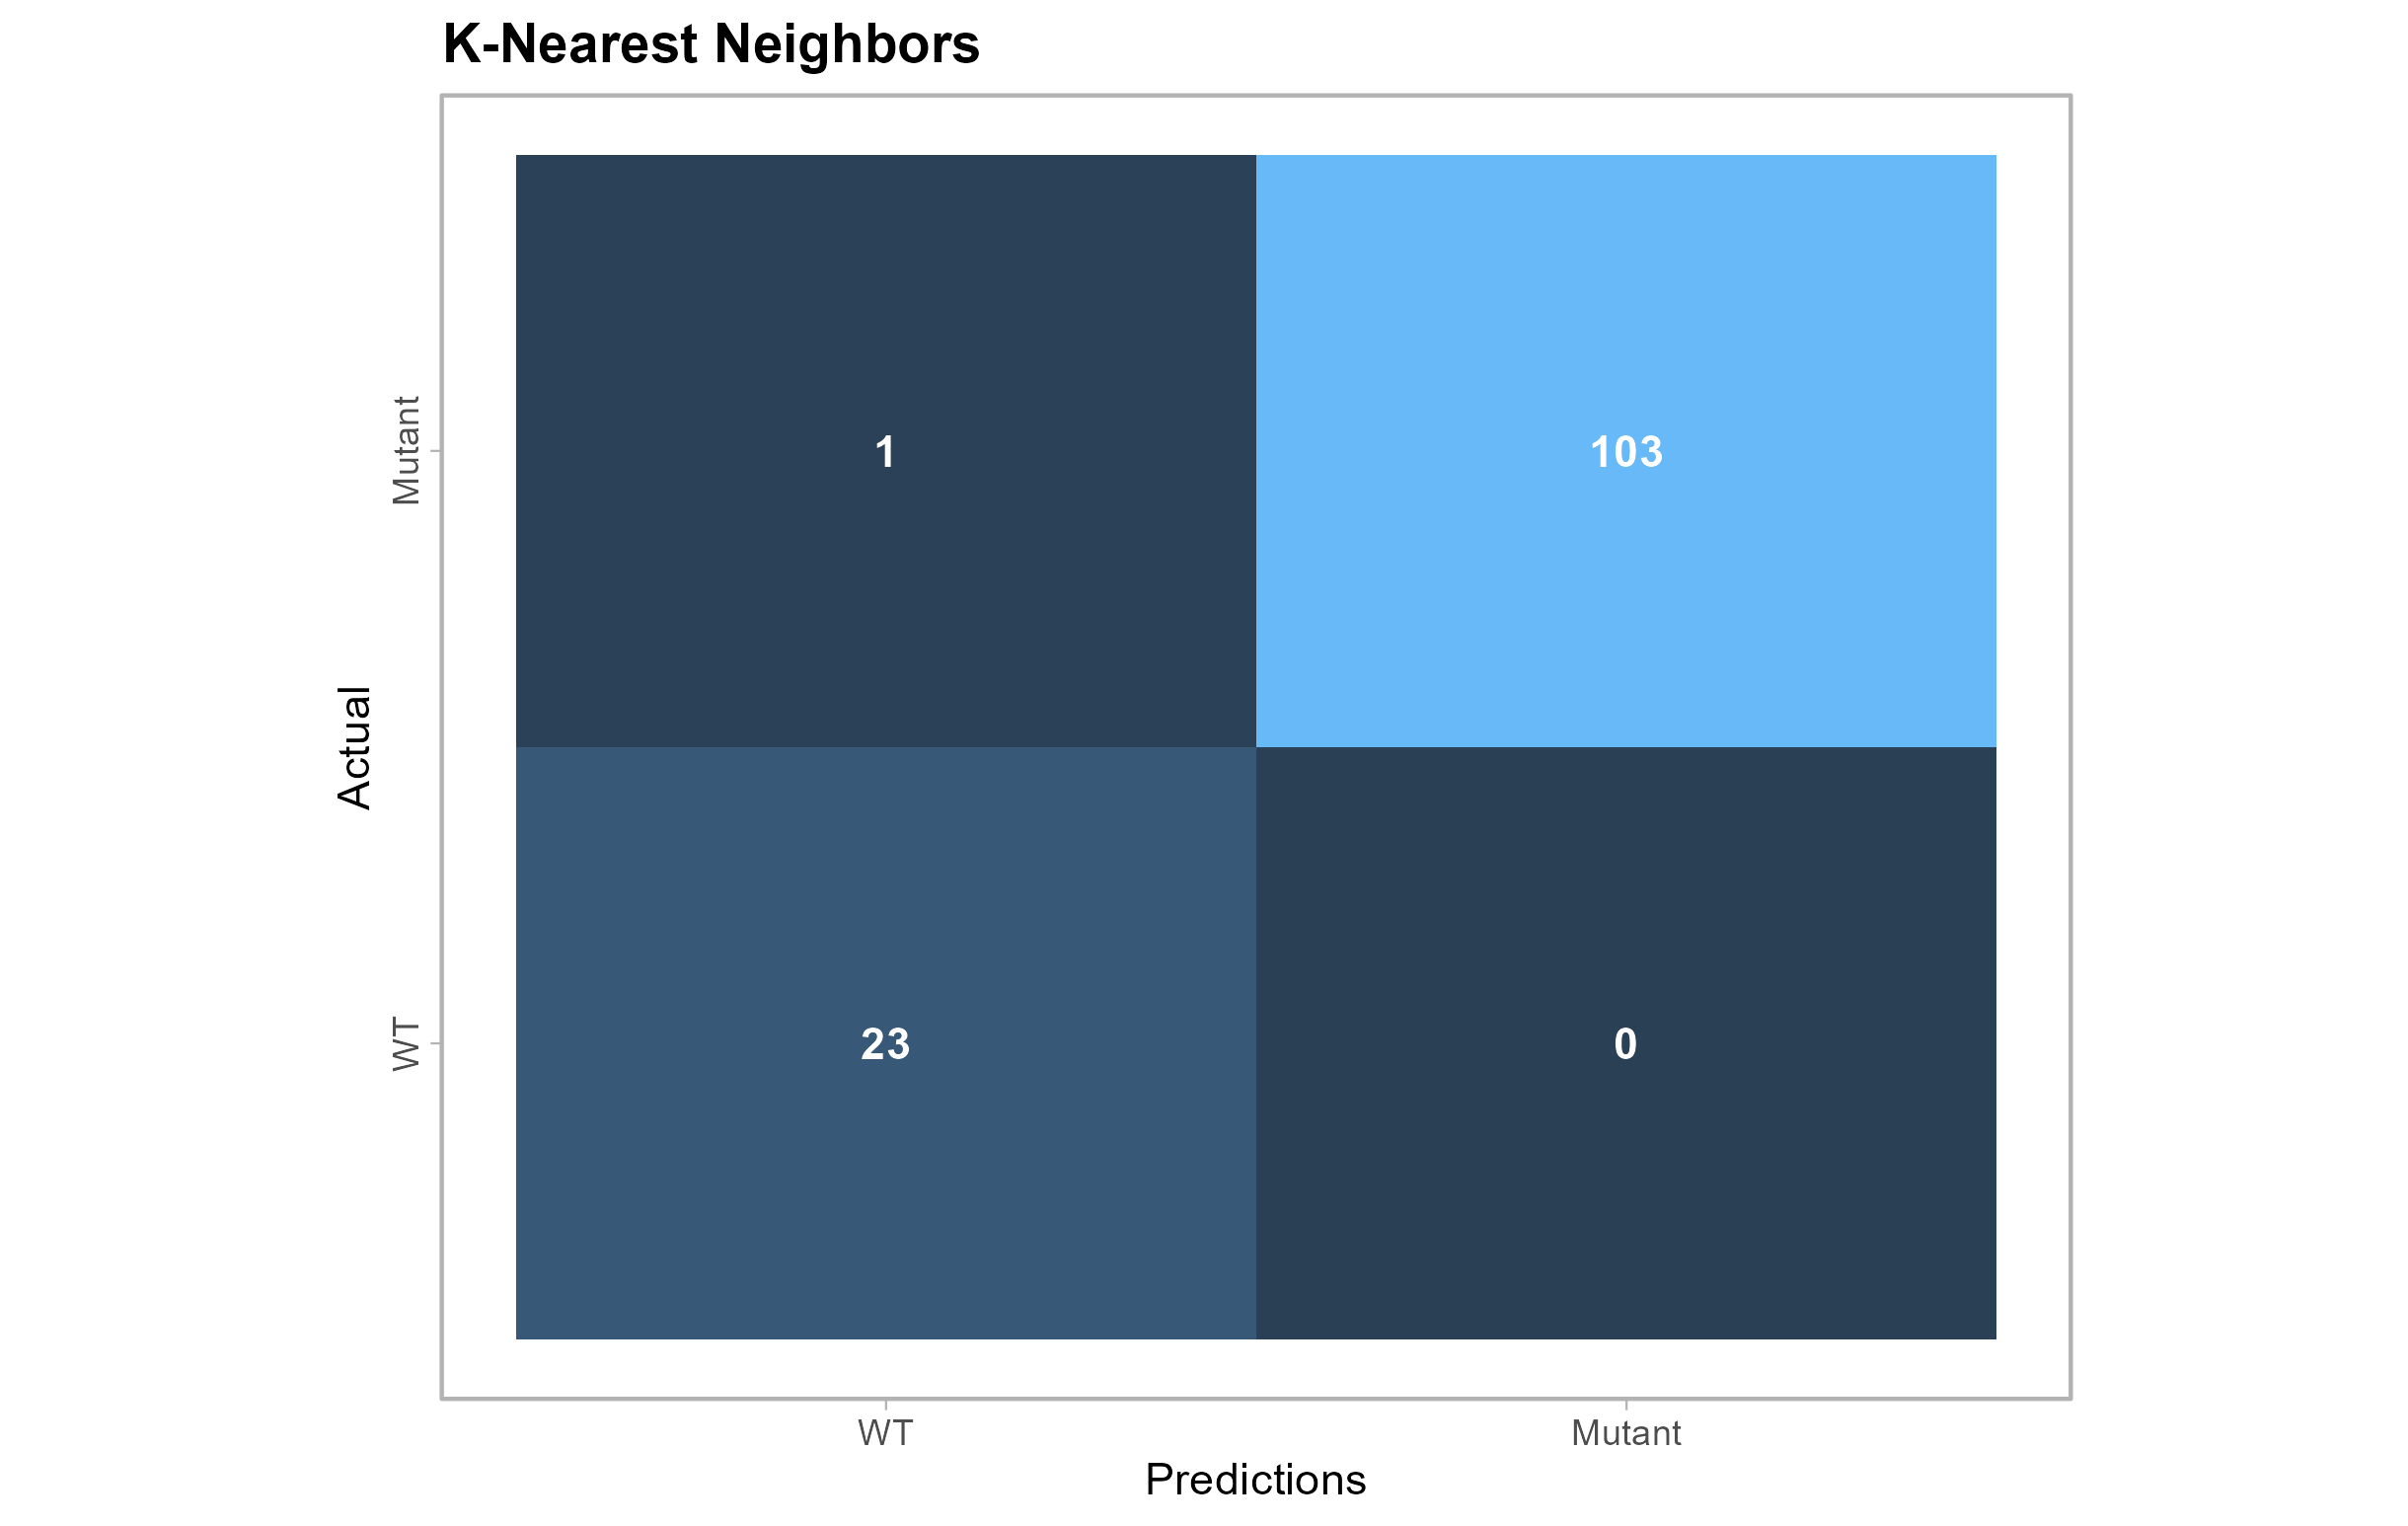 K-Nearest Neighbors
Actual
Mutant
1
103
WT
23
0
WT
Mutant
Predictions